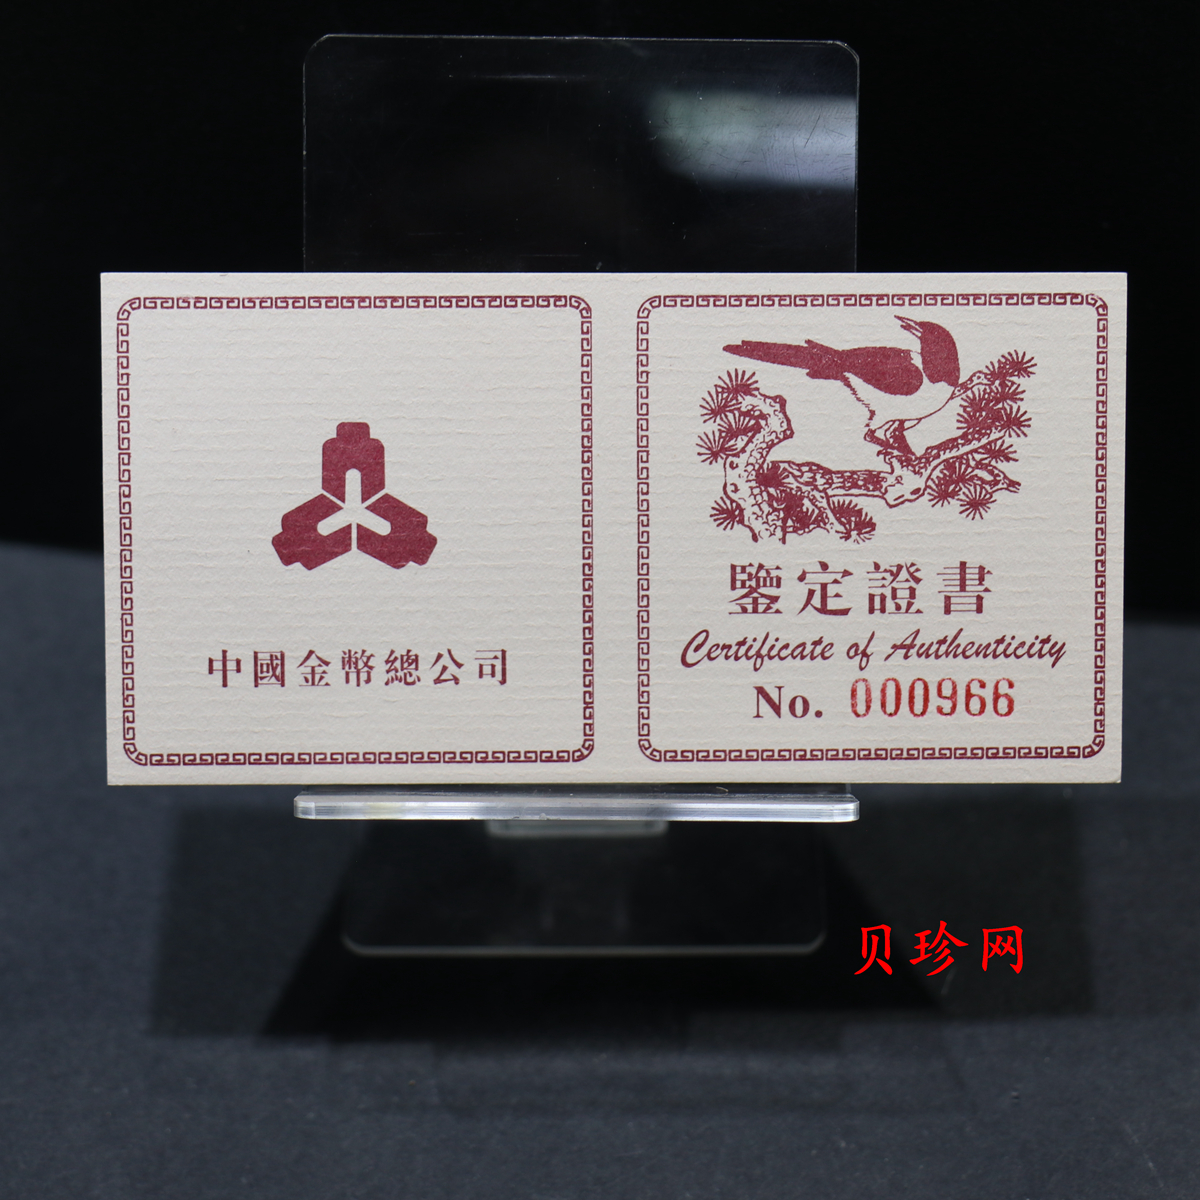 中國金幣總公司
鑒定證書
Certificate of Authenticity
No. 000966
贝珍网